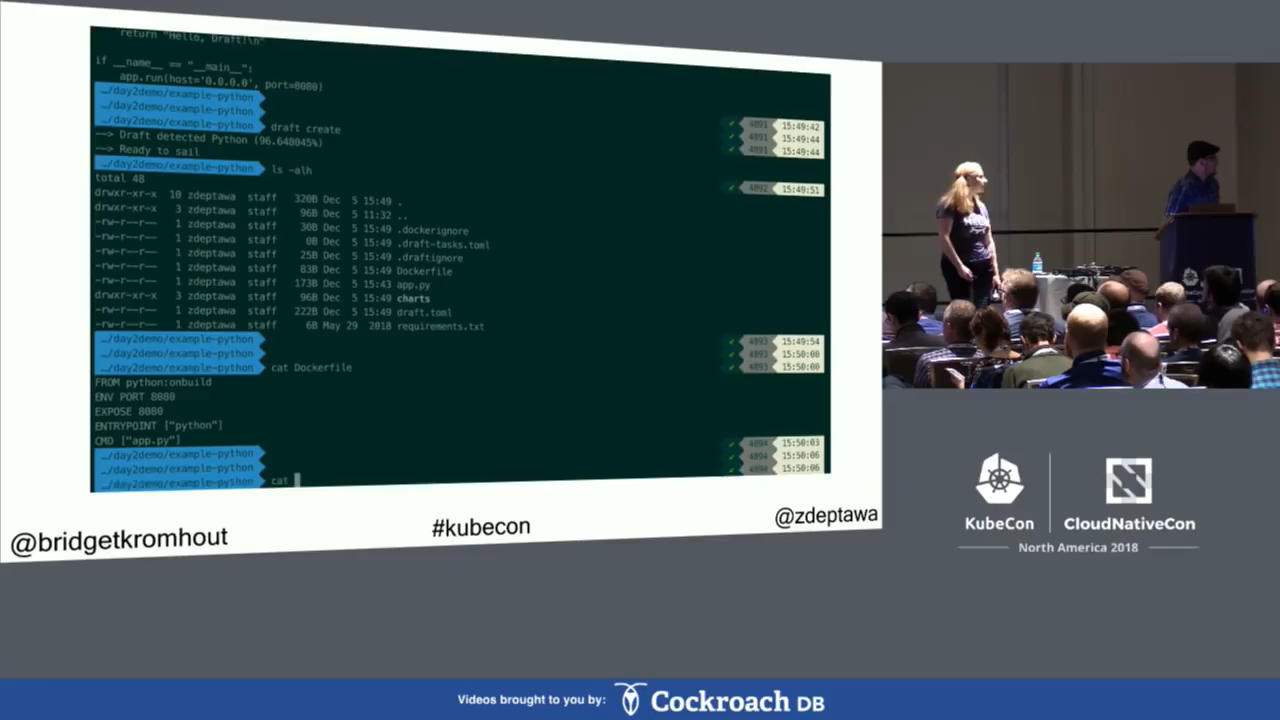 return "Hello, Draft!\n"
if __name__ == "__main__":
app.run(host='0.0.0.0', port=8080)
…/day2demo/example-python
…/day2demo/example-python
…/day2demo/example-python draft create
✓ 4891 15:49:42
✓ 4891 15:49:44
✓ 4891 15:49:44
--> Draft detected Python (96.648045%)
--> Ready to sail
…/day2demo/example-python ls -alh ✓ 4892 15:49:51
total 48
drwxr-xr-x 10 zdeptawa staff 320B Dec 5 15:49 .
drwxr-xr-x 3 zdeptawa staff 96B Dec 5 11:32 ..
-rw-r--r-- 1 zdeptawa staff 30B Dec 5 15:49 .dockerignore
-rw-r--r-- 1 zdeptawa staff 0B Dec 5 15:49 .draft-tasks.toml
-rw-r--r-- 1 zdeptawa staff 25B Dec 5 15:49 .draftignore
-rw-r--r-- 1 zdeptawa staff 83B Dec 5 15:49 Dockerfile
-rw-r--r-- 1 zdeptawa staff 173B Dec 5 15:43 app.py
drwxr-xr-x 3 zdeptawa staff 96B Dec 5 15:49 charts
-rw-r--r-- 1 zdeptawa staff 222B Dec 5 15:49 draft.toml
-rw-r--r-- 1 zdeptawa staff 6B May 29 2018 requirements.txt
…/day2demo/example-python ✓ 4893 15:49:54
…/day2demo/example-python ✓ 4893 15:50:00
…/day2demo/example-python cat Dockerfile ✓ 4893 15:50:00
FROM python:onbuild
ENV PORT 8080
EXPOSE 8080
ENTRYPOINT ["python"]
CMD ["app.py"]
…/day2demo/example-python ✓ 4894 15:50:03
…/day2demo/example-python ✓ 4894 15:50:06
…/day2demo/example-python cat ✓ 4894 15:50:06
@bridgetkromhout
#kubecon
@zdeptawa
KubeCon
CloudNativeCon
North America 2018
Videos brought to you by: Cockroach DB